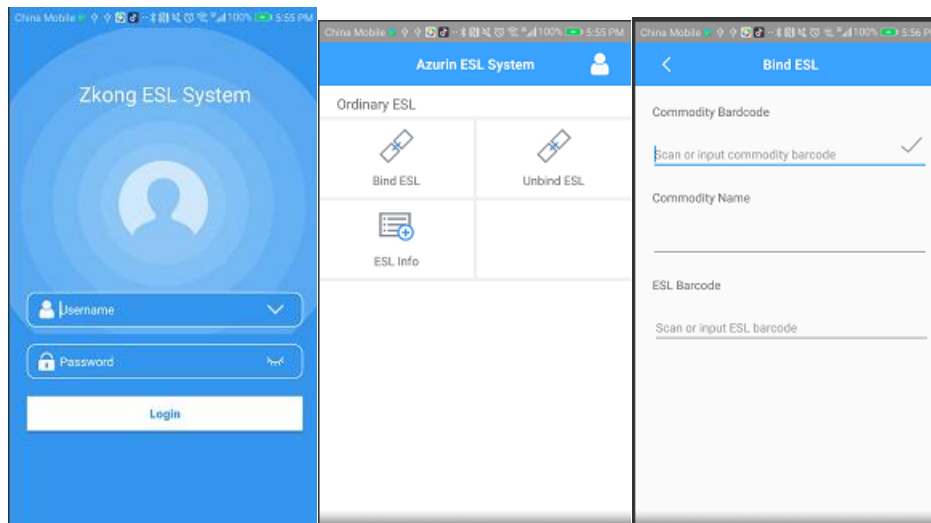 China Mobile 100% 5:55 PM
Zkong ESL System
Username
Password
Login
China Mobile 100% 5:55 PM
Azurin ESL System
Ordinary ESL
Bind ESL
Unbind ESL
ESL Info
China Mobile 100% 5:56 PM
Bind ESL
Commodity Bardcode
Scan or input commodity barcode
Commodity Name
ESL Barcode
Scan or input ESL barcode